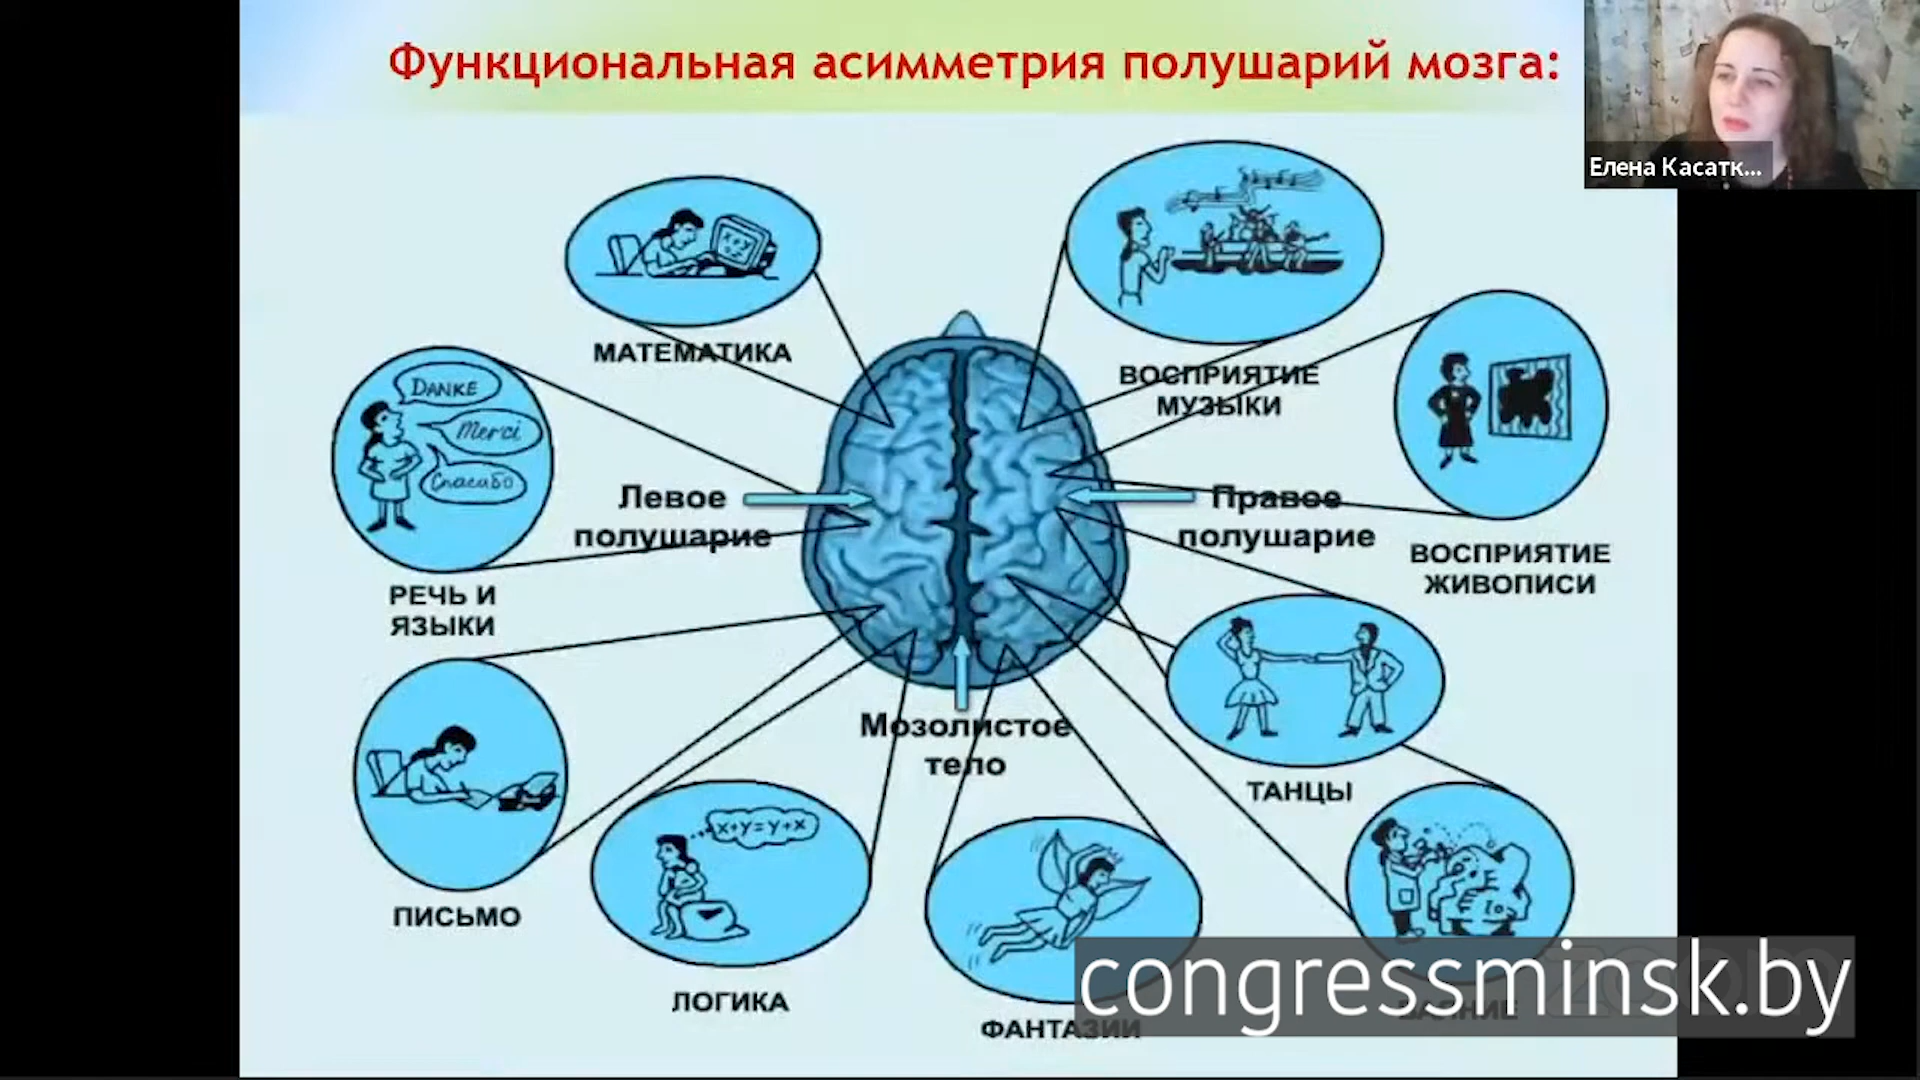 Функциональная асимметрия полушарий мозга:
Елена Касатк...
МАТЕМАТИКА
ВОСПРИЯТИЕ
МУЗЫКИ
DANKE
Merci
Спасибо
Левое
полушарие
Правое
полушарие
ВОСПРИЯТИЕ
ЖИВОПИСИ
РЕЧЬ И
ЯЗЫКИ
Мозолистое
тело
ТАНЦЫ
x+y=y+x
ПИСЬМО
ЛОГИКА
ФАНТАЗИИ
congressminsk.by
zoom